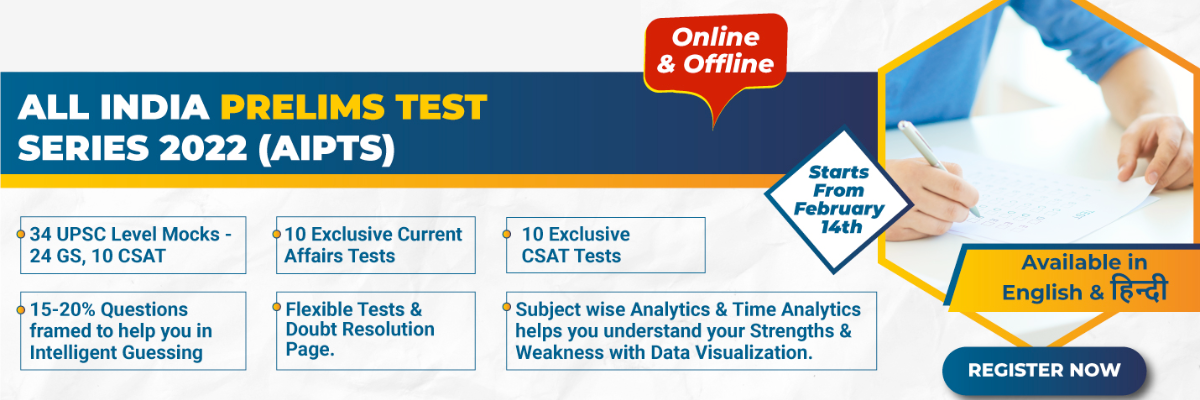 Online
& Offline
ALL INDIA PRELIMS TEST
SERIES 2022 (AIPTS)
Starts
From
February
14th
34 UPSC Level Mocks -
24 GS, 10 CSAT
10 Exclusive Current
Affairs Tests
10 Exclusive
CSAT Tests
15-20% Questions
framed to help you in
Intelligent Guessing
Flexible Tests &
Doubt Resolution
Page.
Subject wise Analytics & Time Analytics
helps you understand your Strengths &
Weakness with Data Visualization.
Available in
English & हिन्दी
REGISTER NOW